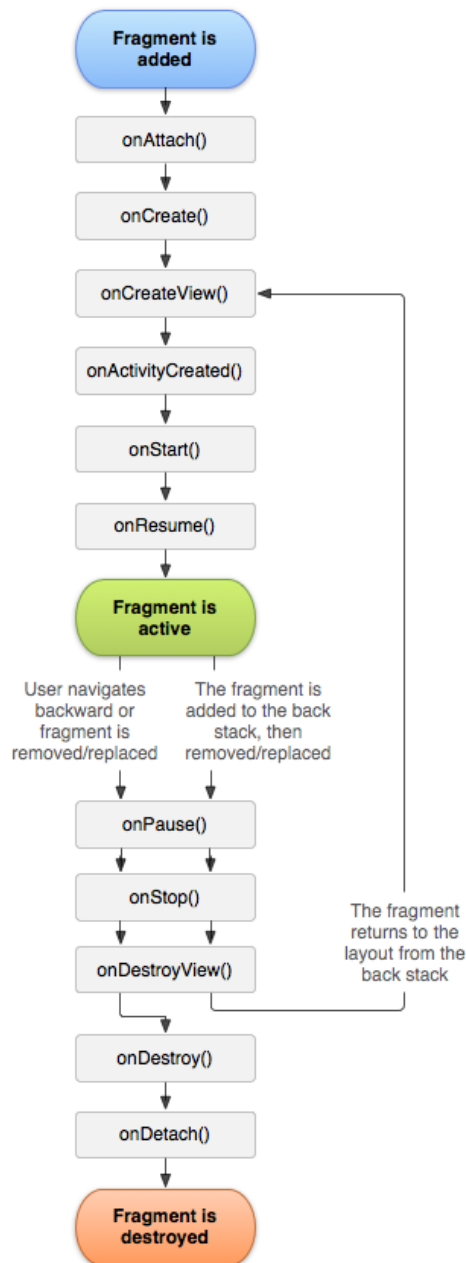 Fragment is
added
onAttach()
onCreate()
onCreateView()
onActivityCreated()
onStart()
onResume()
Fragment is
active
User navigates
backward or
fragment is
removed/replaced
The fragment is
added to the back
stack, then
removed/replaced
onPause()
onStop()
onDestroyView()
The fragment
returns to the
layout from the
back stack
onDestroy()
onDetach()
Fragment is
destroyed